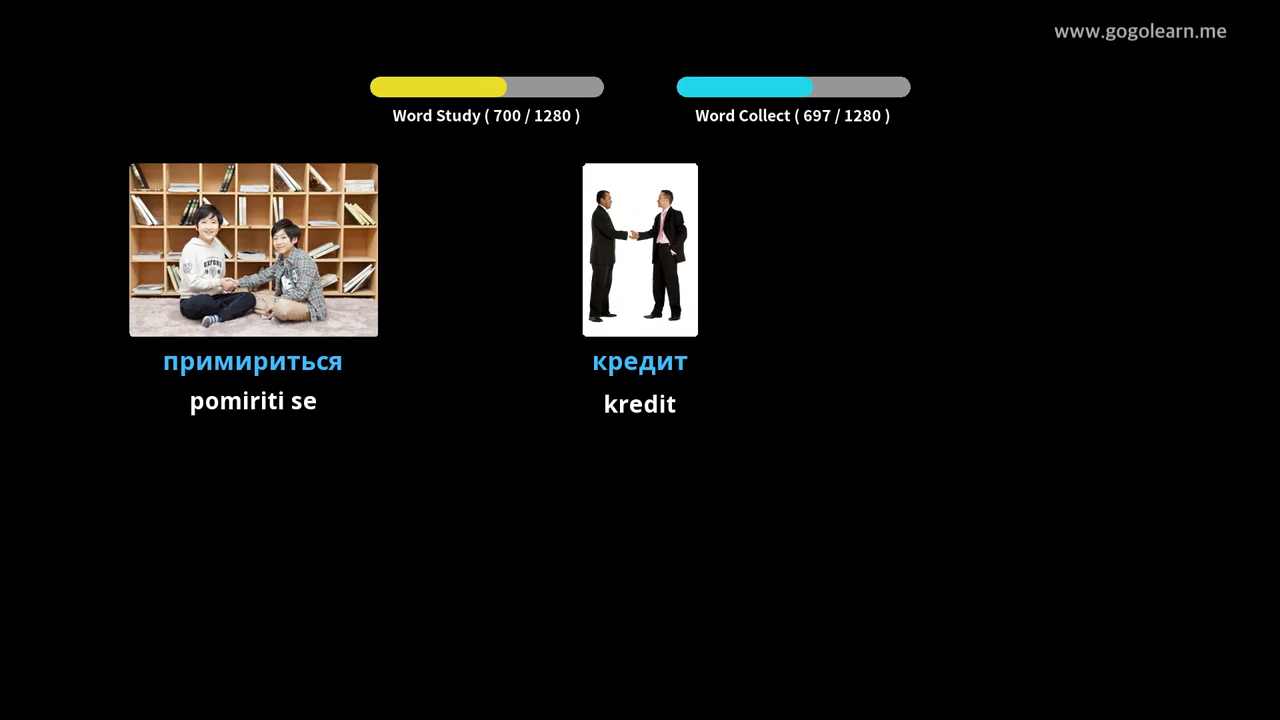 www.gogolearn.me
Word Study ( 700 / 1280 )
Word Collect ( 697 / 1280 )
примириться
pomiriti se
кредит
kredit